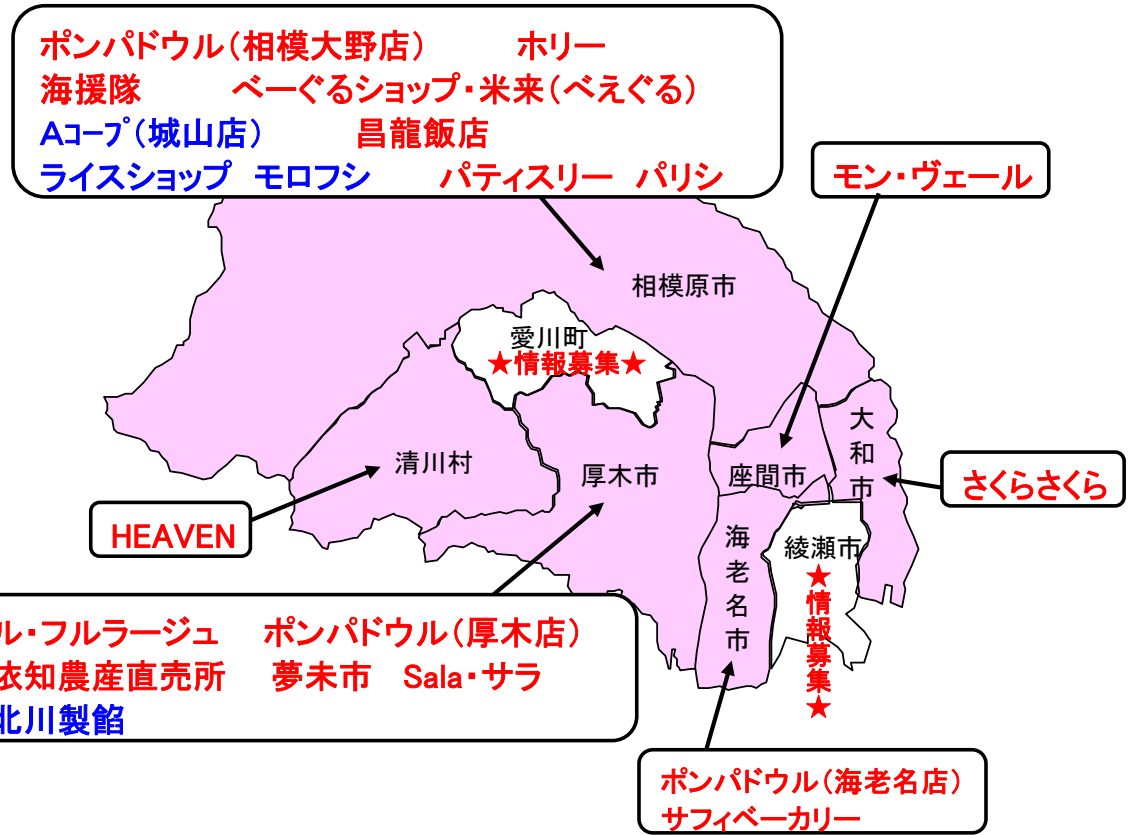 ポンパドウル（相模大野店）　ホリー
海援隊　べーぐるショップ・米来（べえぐる）
Aコープ（城山店）　昌龍飯店
ライスショップ　モロフシ　パティスリー　パリシ
モン・ヴェール
相模原市
愛川町
★情報募集★
大和市
清川村
厚木市
座間市
さくらさくら
HEAVEN
海老名市
綾瀬市
★情報募集★
ル・フルラージュ　ポンパドウル（厚木店）
依知農産直売所　夢未市　Sala・サラ
北川製餡
ポンパドウル（海老名店）
サフィベーカリー